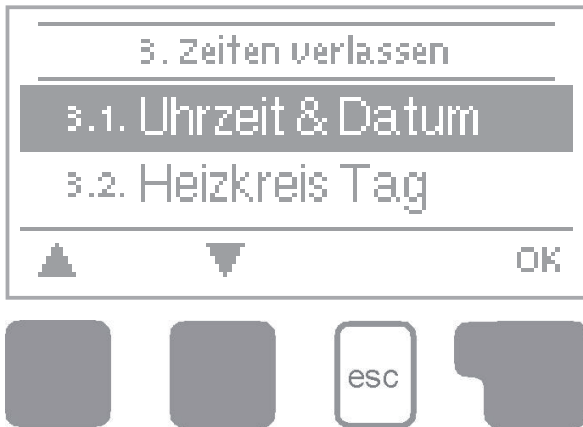 3. Zeiten verlassen
3.1. Uhrzeit & Datum
3.2. Heizkreis Tag
OK
esc